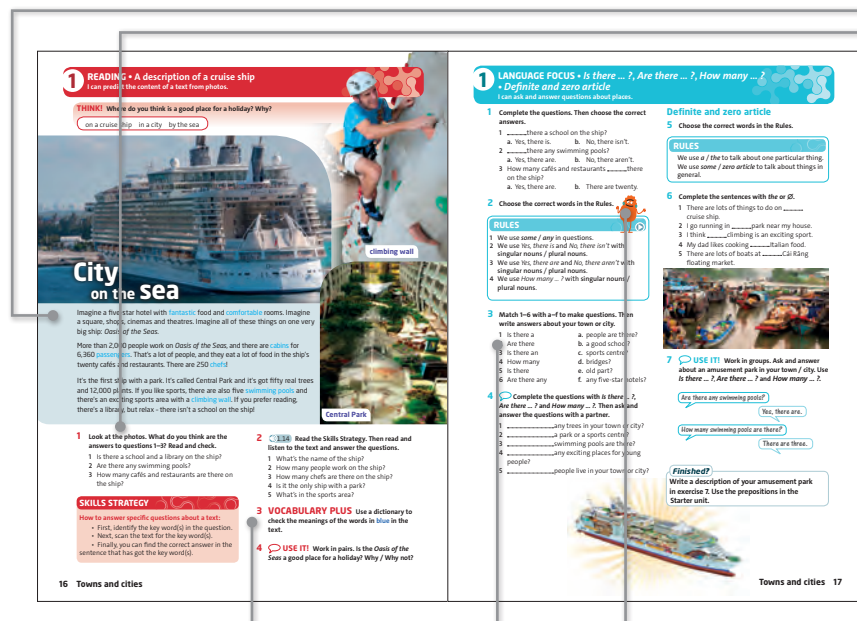 1 READING • A description of a cruise ship
I can predict the content of a text from photos.
THINK! Where do you think is a good place for a holiday? Why?
on a cruise ship in a city by the sea
climbing wall
City
on the sea
Imagine a five-star hotel with fantastic food and comfortable rooms. Imagine
a square, shops, cinemas and theatres. Imagine all of these things on one very
big ship: Oasis of the Seas.
More than 2,000 people work on Oasis of the Seas, and there are cabins for
6,360 passengers. That's a lot of people, and they eat a lot of food in the ship's
twenty cafés and restaurants. There are 250 chefs!
It's the first ship with a park. It's called Central Park and it's got fifty real trees
and 12,000 plants. If you like sports, there are also five swimming pools and
there's an exciting sports area with a climbing wall. If you prefer reading,
there's a library, but relax - there isn't a school on the ship!
Central Park
1 Look at the photos. What do you think are the
answers to questions 1–3? Read and check.
1 Is there a school and a library on the ship?
2 Are there any swimming pools?
3 How many cafés and restaurants are there on
the ship?
SKILLS STRATEGY
How to answer specific questions about a text:
• First, identify the key word(s) in the question.
• Next, scan the text for the key word(s).
• Finally, you can find the correct answer in the
sentence that has got the key word(s).
2 1.14 Read the Skills Strategy. Then read and
listen to the text and answer the questions.
1 What's the name of the ship?
2 How many people work on the ship?
3 How many chefs are there on the ship?
4 Is it the only ship with a park?
5 What's in the sports area?
3 VOCABULARY PLUS Use a dictionary to
check the meanings of the words in blue in the
text.
4 USE IT! Work in pairs. Is the Oasis of the
Seas a good place for a holiday? Why / Why not?
16 Towns and cities
1 LANGUAGE FOCUS • Is there ... ?, Are there ... ?, How many ... ?
• Definite and zero article
I can ask and answer questions about places.
1 Complete the questions. Then choose the correct
answers.
1 _____there a school on the ship?
a. Yes, there is. b. No, there isn't.
2 _____there any swimming pools?
a. Yes, there are. b. No, there aren't.
3 How many cafés and restaurants _____there
on the ship?
a. Yes, there are. b. There are twenty.
2 Choose the correct words in the Rules.
RULES
1 We use some / any in questions.
2 We use Yes, there is and No, there isn't with
singular nouns / plural nouns.
3 We use Yes, there are and No, there aren't with
singular nouns / plural nouns.
4 We use How many ... ? with singular nouns /
plural nouns.
3 Match 1–6 with a–f to make questions. Then
write answers about your town or city.
1 Is there a a. people are there?
2 Are there b. a good school?
3 Is there an c. sports centre?
4 How many d. bridges?
5 Is there e. old part?
6 Are there any f. any five-star hotels?
4 Complete the questions with Is there ... ?,
Are there ... ? and How many ... ?. Then ask and
answer the questions with a partner.
1 __________any trees in your town or city?
2 __________a park or a sports centre?
3 __________swimming pools are there?
4 __________any exciting places for young
people?
5 __________people live in your town or city?
Definite and zero article
5 Choose the correct words in the Rules.
RULES
We use a / the to talk about one particular thing.
We use some / zero article to talk about things in
general.
6 Complete the sentences with the or Ø.
1 There are lots of things to do on _____
cruise ship.
2 I go running in _____park near my house.
3 I think _____climbing is an exciting sport.
4 My dad likes cooking _____Italian food.
5 There are lots of boats at _____Cái Răng
floating market.
7 USE IT! Work in groups. Ask and answer
about an amusement park in your town / city. Use
Is there ... ?, Are there ... ? and How many ... ?.
Are there any swimming pools?
Yes, there are.
How many swimming pools are there?
There are three.
Finished?
Write a description of your amusement park
in exercise 7. Use the prepositions in the
Starter unit.
Towns and cities 17